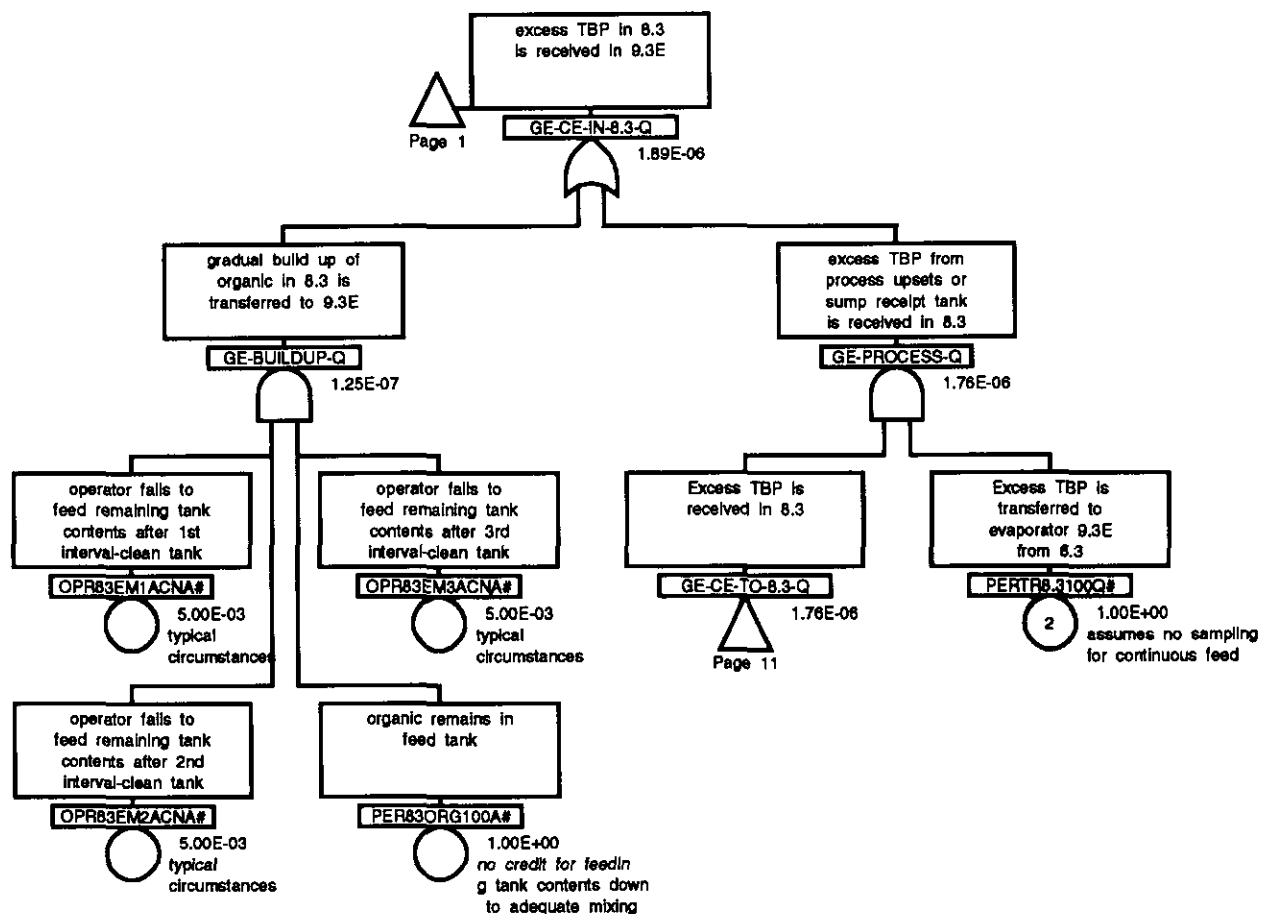 excess TBP in 8.3
is received in 9.3E
Page 1
GE-CE-IN-8.3-Q
1.89E-06
gradual build up of
organic in 8.3 is
transferred to 9.3E
GE-BUILDUP-Q
1.25E-07
excess TBP from
process upsets or
sump receipt tank
is received in 8.3
GE-PROCESS-Q
1.76E-06
operator fails to
feed remaining tank
contents after 1st
interval-clean tank
OPR83EM1ACNA#
5.00E-03
typical
circumstances
operator fails to
feed remaining tank
contents after 3rd
interval-clean tank
OPR83EM3ACNA#
5.00E-03
typical
circumstances
Excess TBP is
received in 8.3
GE-CE-TO-8.3-Q
1.76E-06
Page 11
Excess TBP is
transferred to
evaporator 9.3E
from 8.3
PERTR8.3100Q#
2
1.00E+00
assumes no sampling
for continuous feed
operator fails to
feed remaining tank
contents after 2nd
interval-clean tank
OPR83EM2ACNA#
5.00E-03
typical
circumstances
organic remains in
feed tank
PER83ORG100A#
1.00E+00
no credit for feedin
g tank contents down
to adequate mixing